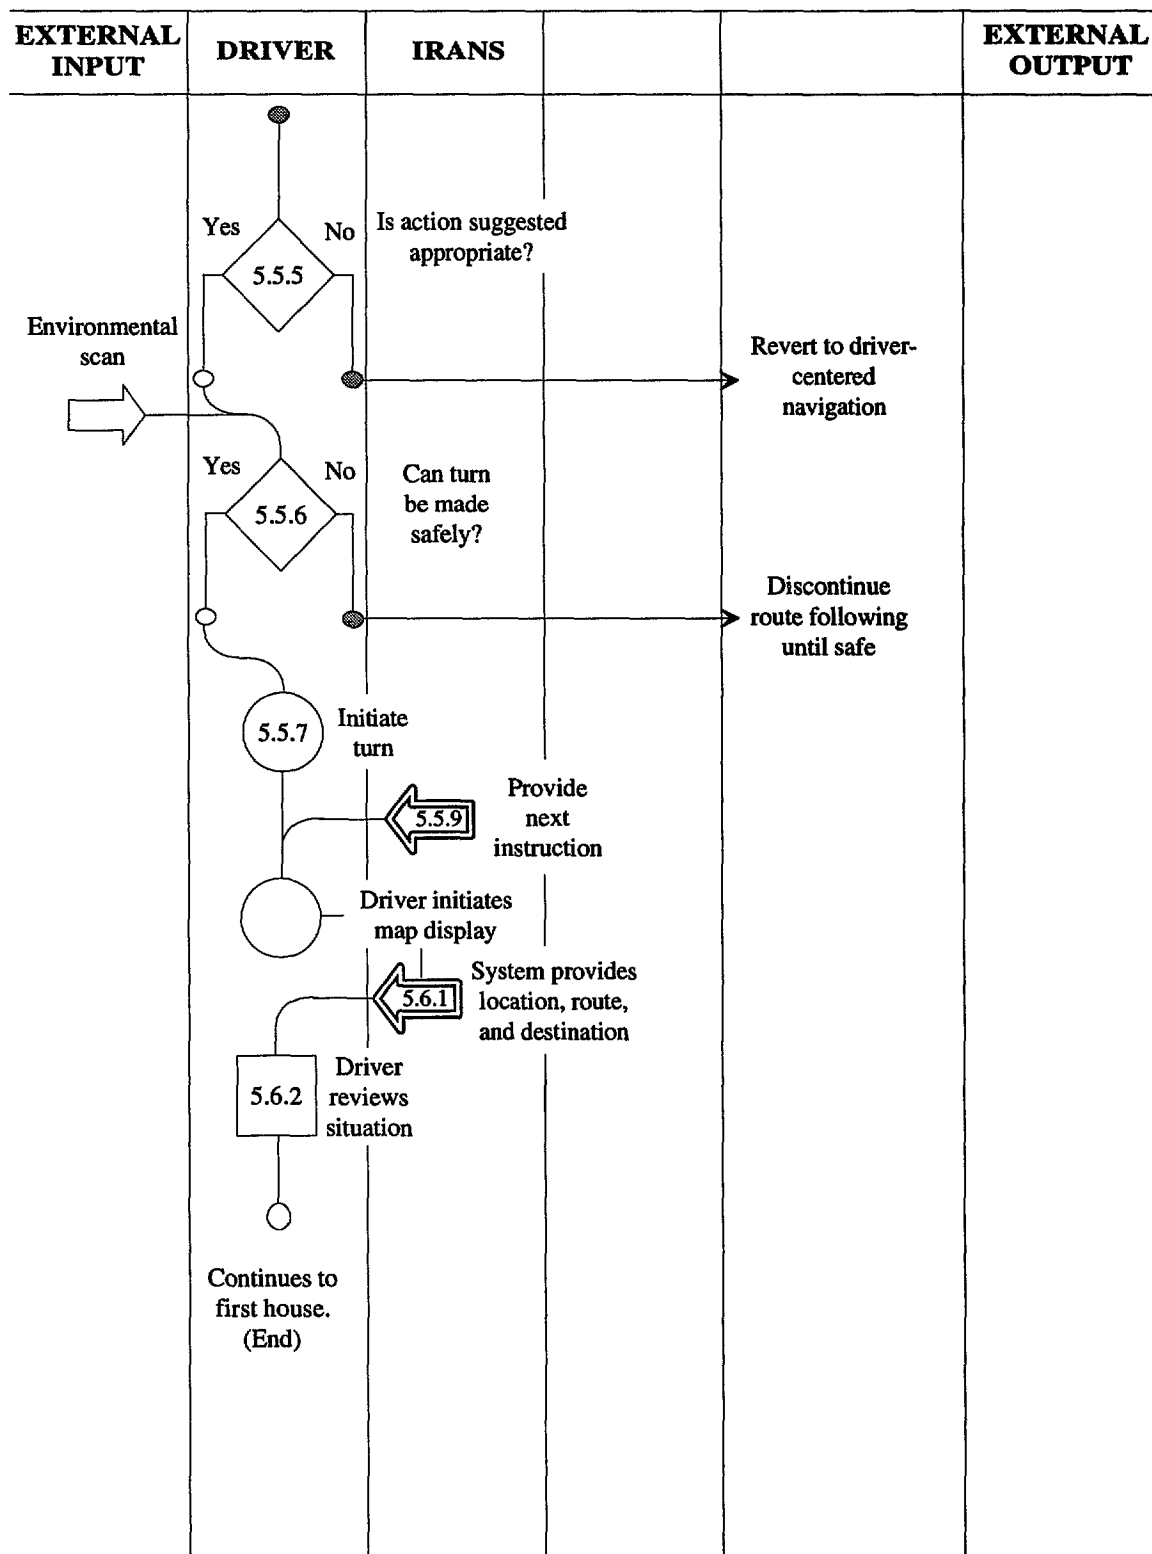 EXTERNAL
INPUT
DRIVER
IRANS
EXTERNAL
OUTPUT
Yes
No
Is action suggested
appropriate?
5.5.5
Environmental
scan
Revert to driver-
centered
navigation
Yes
No
Can turn
be made
safely?
5.5.6
Discontinue
route following
until safe
5.5.7
Initiate
turn
5.5.9
Provide
next
instruction
Driver initiates
map display
5.6.1
System provides
location, route,
and destination
5.6.2
Driver
reviews
situation
Continues to
first house.
(End)